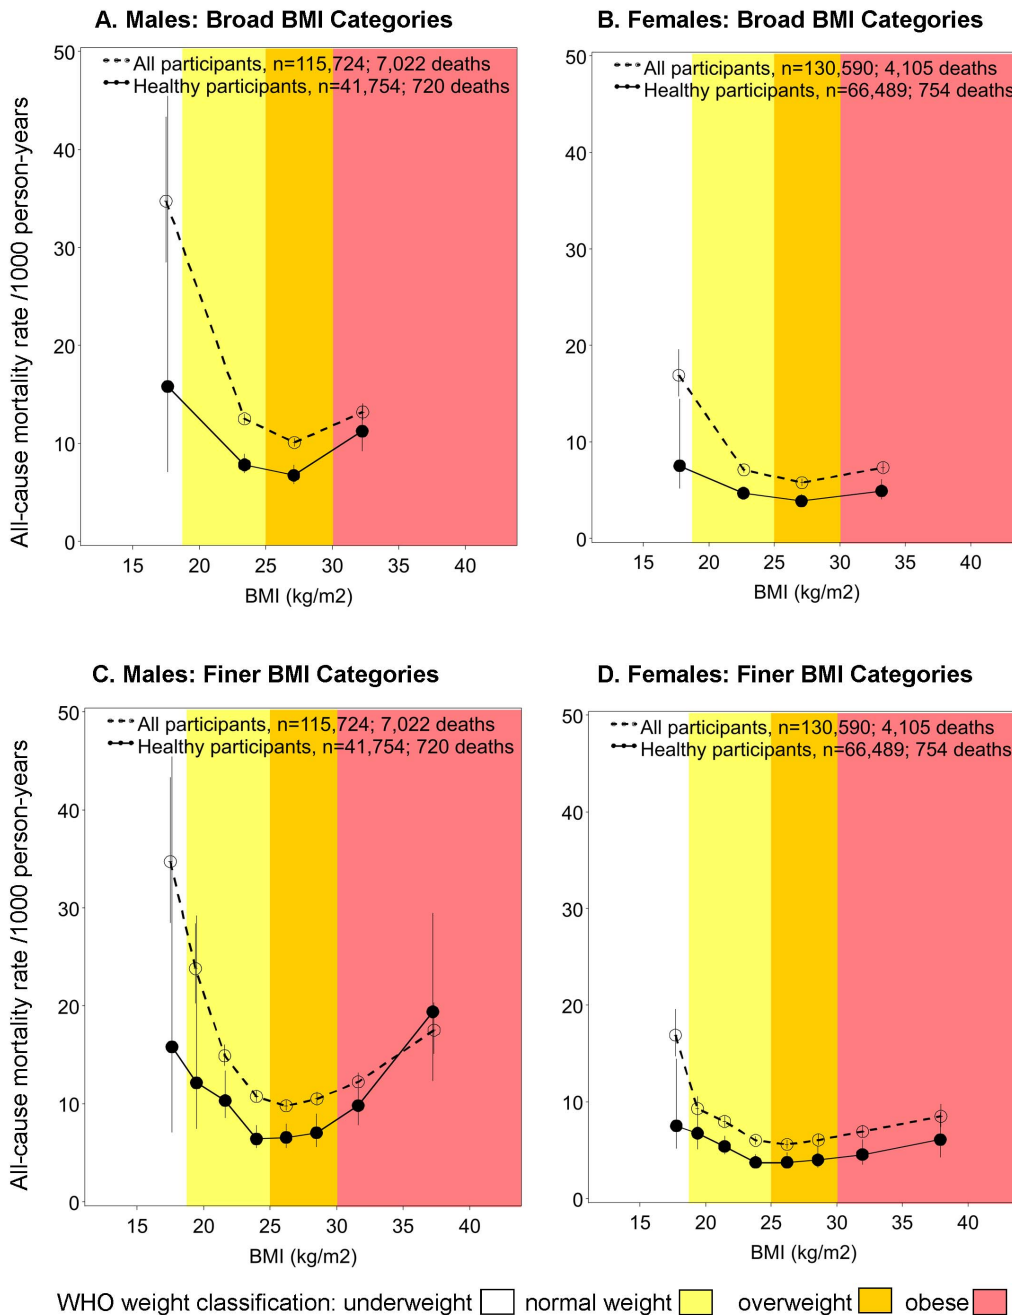 A. Males: Broad BMI Categories
All participants, n=115,724; 7,022 deaths
Healthy participants, n=41,754; 720 deaths
50
40
30
20
10
0
All-cause mortality rate /1000 person-years
15 20 25 30 35 40
BMI (kg/m2)
B. Females: Broad BMI Categories
All participants, n=130,590; 4,105 deaths
Healthy participants, n=66,489; 754 deaths
50
40
30
20
10
0
15 20 25 30 35 40
BMI (kg/m2)
C. Males: Finer BMI Categories
All participants, n=115,724; 7,022 deaths
Healthy participants, n=41,754; 720 deaths
50
40
30
20
10
0
All-cause mortality rate /1000 person-years
15 20 25 30 35 40
BMI (kg/m2)
D. Females: Finer BMI Categories
All participants, n=130,590; 4,105 deaths
Healthy participants, n=66,489; 754 deaths
50
40
30
20
10
0
15 20 25 30 35 40
BMI (kg/m2)
WHO weight classification: underweight normal weight overweight obese